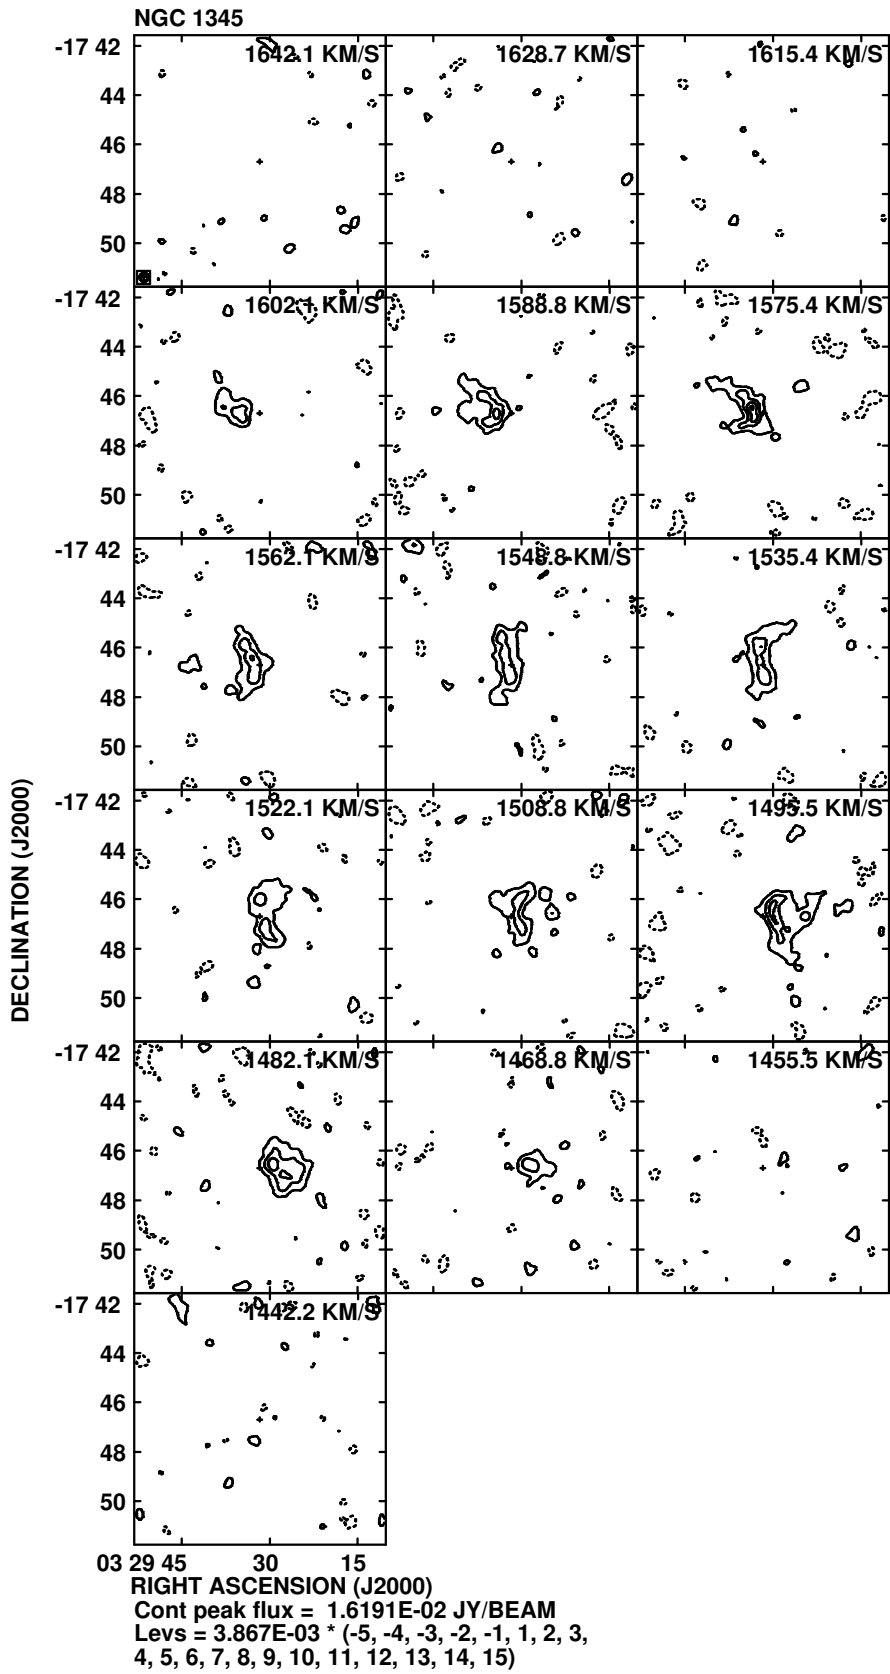 NGC 1345
-17 42
1642.1 KM/S
1628.7 KM/S
1615.4 KM/S
44
46
48
50
-17 42
1602.1 KM/S
1588.8 KM/S
1575.4 KM/S
44
46
48
50
-17 42
1562.1 KM/S
1548.8 KM/S
1535.4 KM/S
44
46
48
50
DECLINATION (J2000)
-17 42
1522.1 KM/S
1508.8 KM/S
1495.5 KM/S
44
46
48
50
-17 42
1482.1 KM/S
1468.8 KM/S
1455.5 KM/S
44
46
48
50
-17 42
1442.2 KM/S
44
46
48
50
03 29 45 30 15
RIGHT ASCENSION (J2000)
Cont peak flux = 1.6191E-02 JY/BEAM
Levs = 3.867E-03 * (-5, -4, -3, -2, -1, 1, 2, 3,
4, 5, 6, 7, 8, 9, 10, 11, 12, 13, 14, 15)